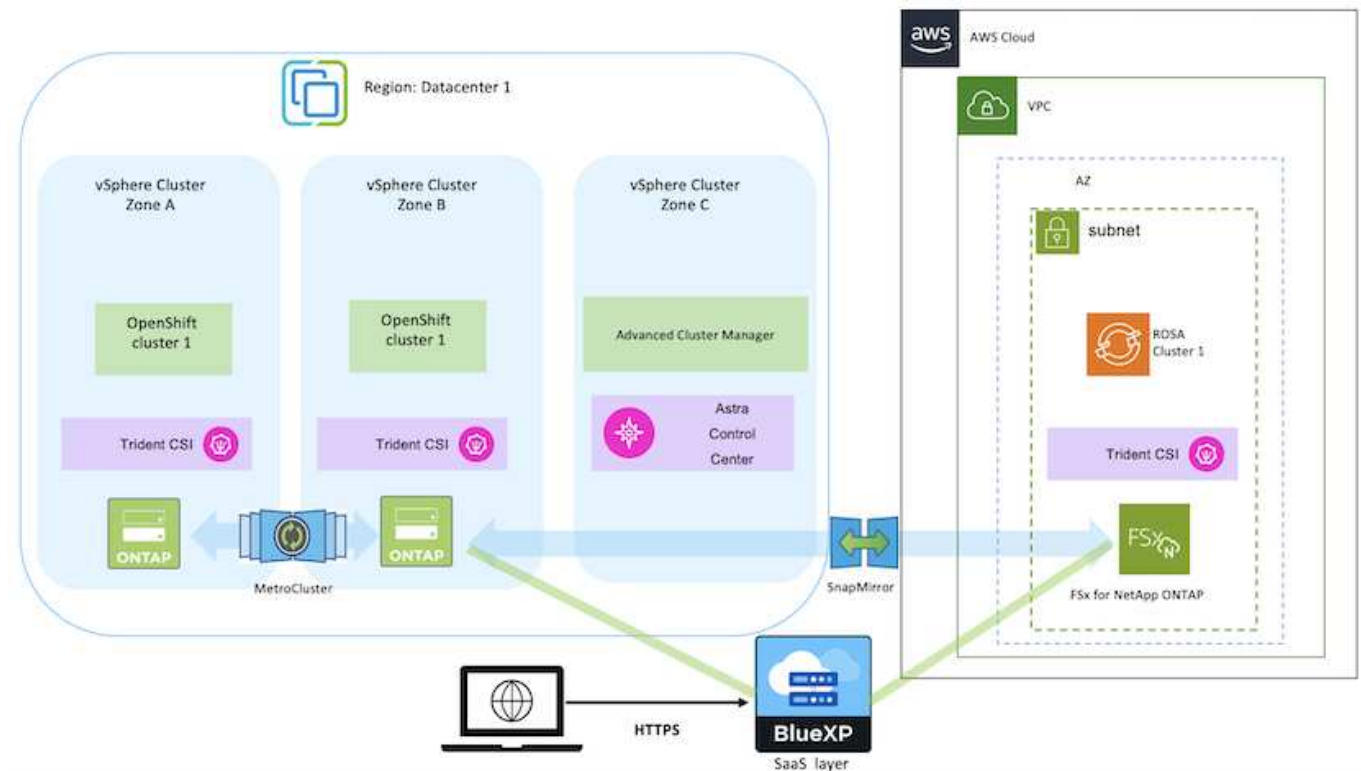 aws
AWS Cloud
Region: Datacenter 1
VPC
vSphere Cluster
Zone A
vSphere Cluster
Zone B
vSphere Cluster
Zone C
AZ
subnet
OpenShift
cluster 1
OpenShift
cluster 1
Advanced Cluster Manager
ROSA
Cluster 1
Trident CSI
Trident CSI
Astra
Control
Center
Trident CSI
ONTAP
ONTAP
FSx
N
MetroCluster
SnapMirror
FSx for NetApp ONTAP
HTTPS
BlueXP
SaaS layer